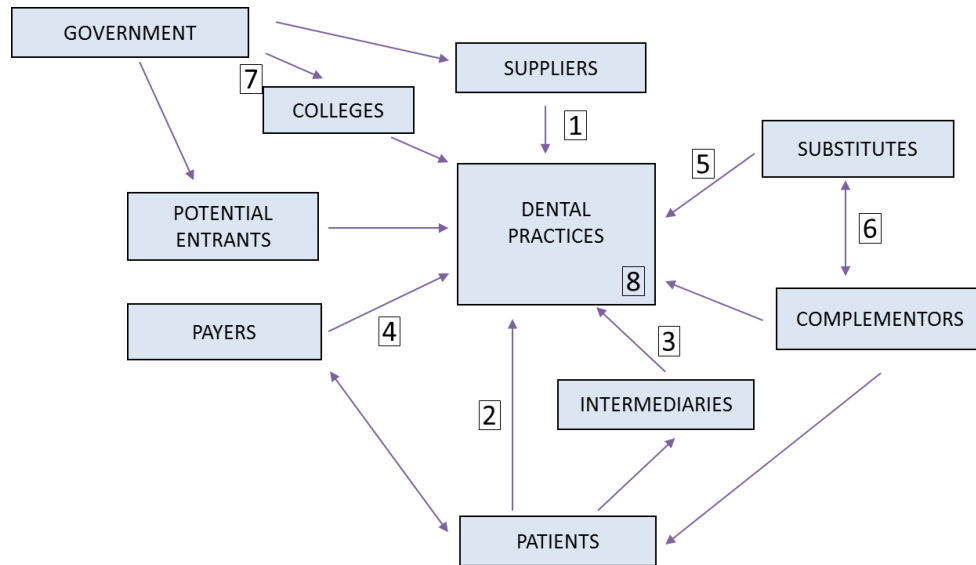 GOVERNMENT
SUPPLIERS
7
COLLEGES
1
SUBSTITUTES
5
DENTAL
PRACTICES
POTENTIAL
ENTRANTS
6
8
COMPLEMENTORS
PAYERS
4
3
INTERMEDIARIES
2
PATIENTS